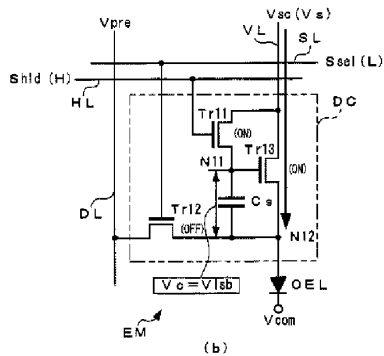 Vpre
Vsc (Vs)
VL
SL
Ssel (L)
Shld (H)
HL
DC
Tr11
(ON)
Tr13
N11
(ON)
Cs
DL
Tr12
(OFF)
N12
Vc=Vlsb
OEL
Vcom
EM
(b)